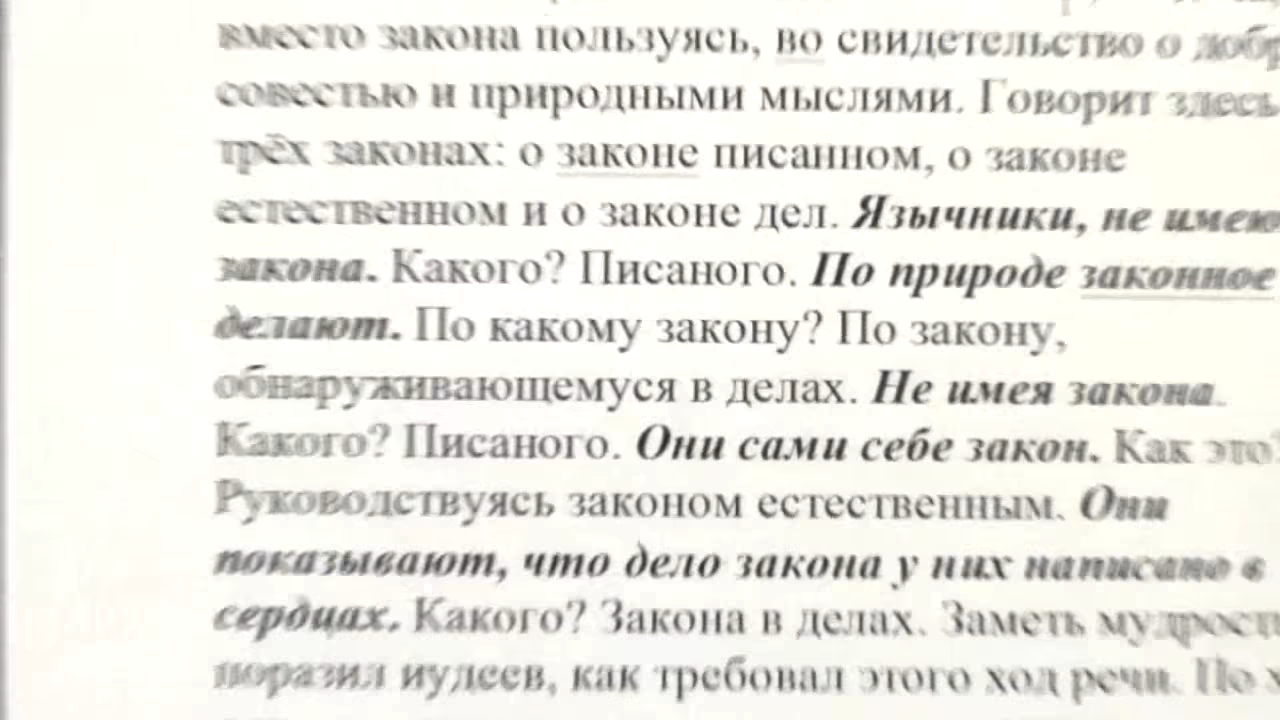 вместо закона пользуясь, во свидетельство о
совестью и природными мыслями. Говорит здесь
трёх законах: о законе писанном, о законе
естественном и о законе дел. Язычники, не
закона. Какого? Писаного. По природе законное
делают. По какому закону? По закону,
обнаруживающемуся в делах. Не имея закона.
Какого? Писаного. Они сами себе закон. Как это?
Руководствуясь законом естественным. Они
показывают, что дело закона у них написано в
сердцах. Какого? Закона в делах. Заметь
поразил иудеев, как требовал этого ход речи. По